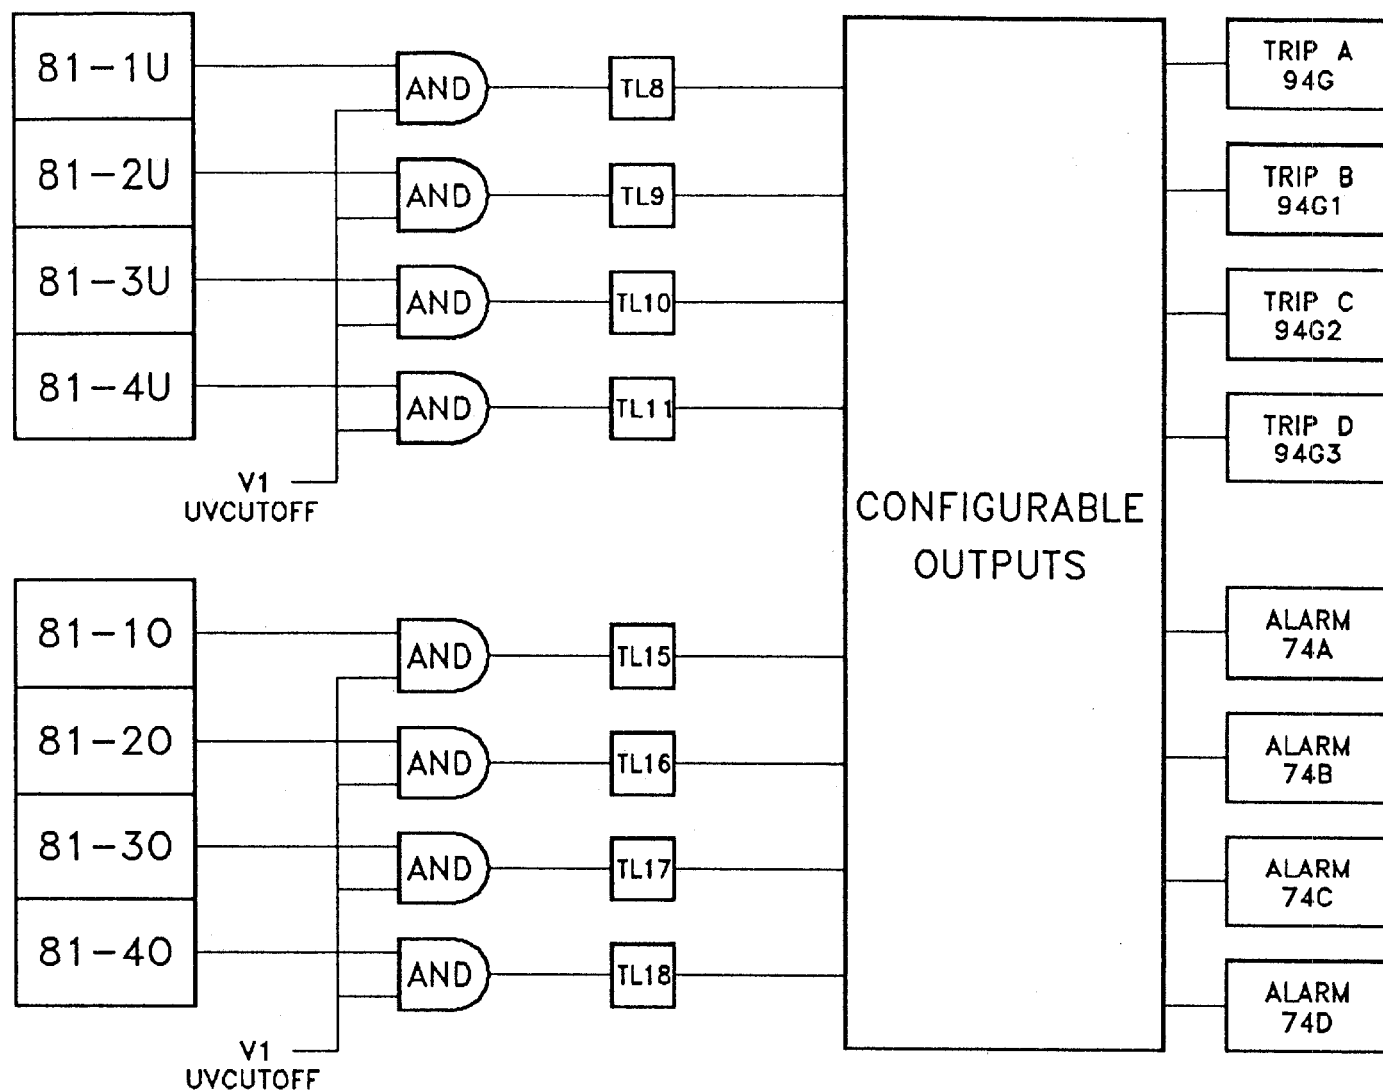 81-1U
81-2U
81-3U
81-4U
AND
AND
AND
AND
TL8
TL9
TL10
TL11
V1
UVCUTOFF
81-1O
81-2O
81-3O
81-4O
AND
AND
AND
AND
TL15
TL16
TL17
TL18
V1
UVCUTOFF
CONFIGURABLE
OUTPUTS
TRIP A
94G
TRIP B
94G1
TRIP C
94G2
TRIP D
94G3
ALARM
74A
ALARM
74B
ALARM
74C
ALARM
74D